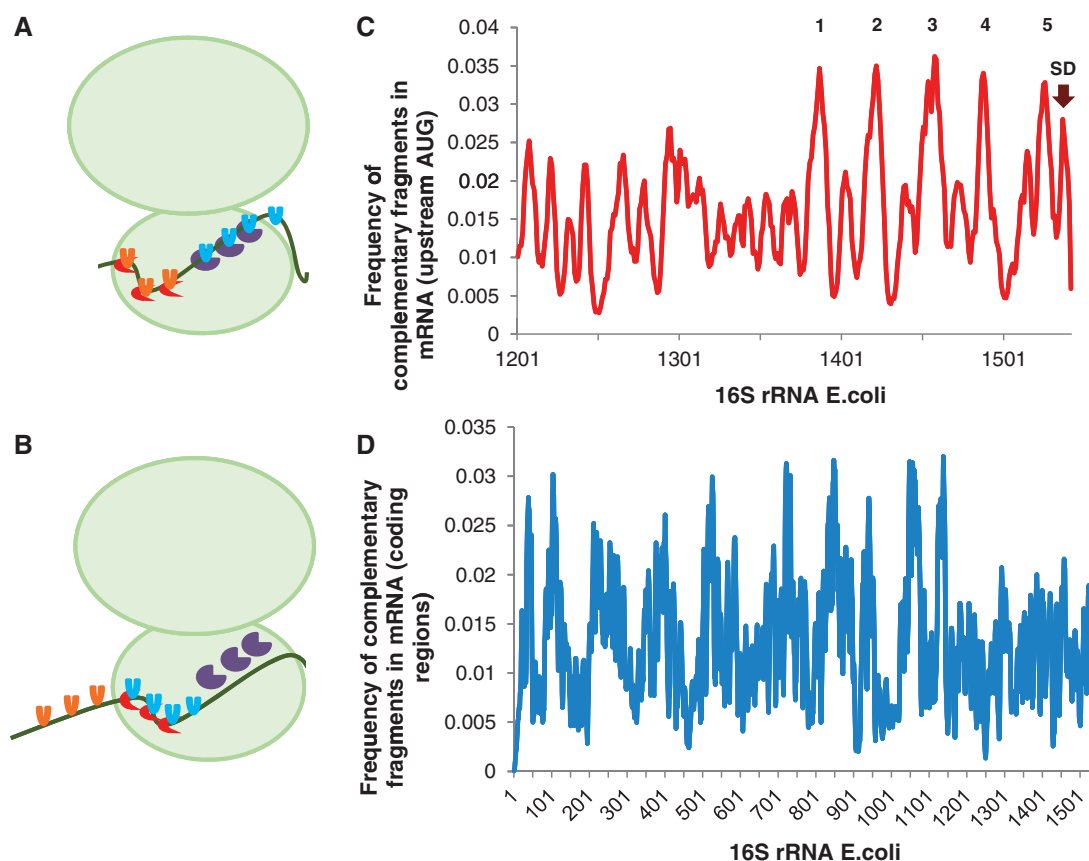 A
C
Frequency of
complementary fragments in
mRNA (upstream AUG)
0.04
0.035
0.03
0.025
0.02
0.015
0.01
0.005
0
1 2 3 4 5
SD
1201 1301 1401 1501
16S rRNA E.coli
B
D
Frequency of complementary
fragments in mRNA (coding
regions)
0.035
0.03
0.025
0.02
0.015
0.01
0.005
0
1 101 201 301 401 501 601 701 801 901 1001 1101 1201 1301 1401 1501
16S rRNA E.coli